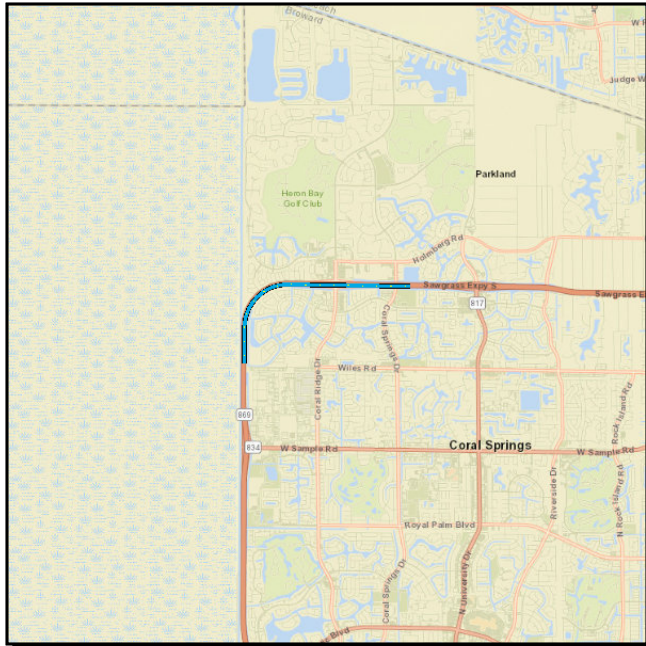 Broward
W P
Judge W
Parkland
Heron Bay
Golf Club
Holmberg Rd
Sawgrass Expy S
Sawgrass E
817
Coral Springs Dr
Coral Ridge Dr
Wiles Rd
Rock Island Rd
869
834
W Sample Rd
Coral Springs
W Sample Rd
Riverside Dr
N Rock Island Rd
Royal Palm Blvd
Coral Springs Dr
N University Dr
Blvd